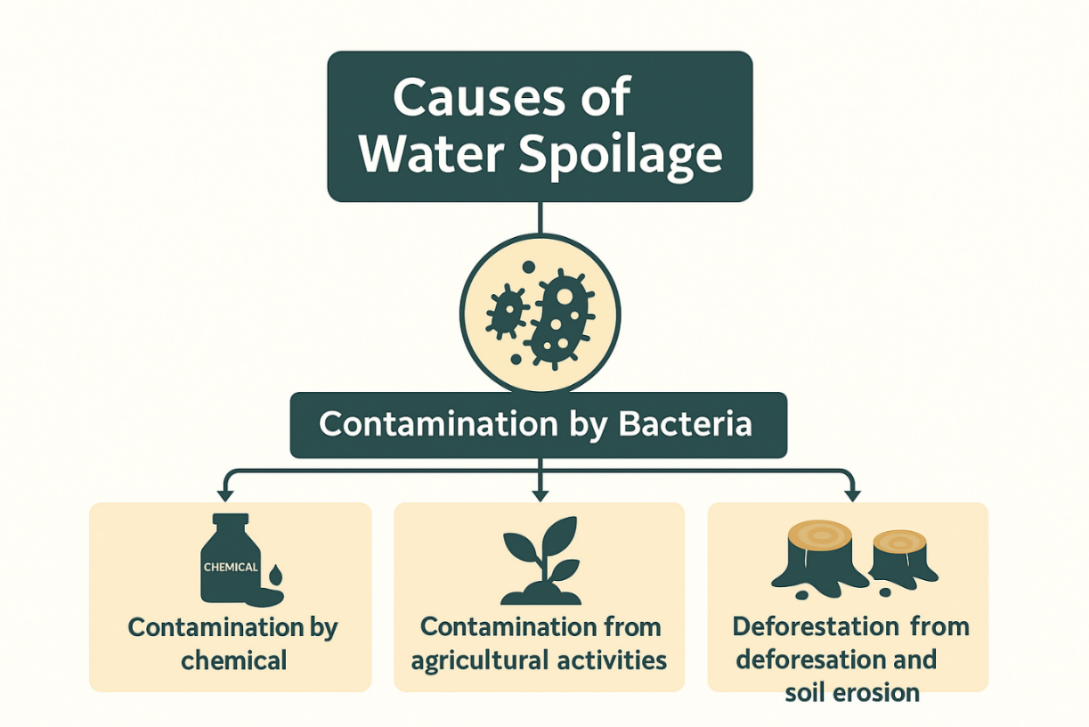 Causes of
Water Spoilage
Contamination by Bacteria
CHEMICAL
Contamination by
chemical
Contamination from
agricultural activities
Deforestation from
deforesation and
soil erosion